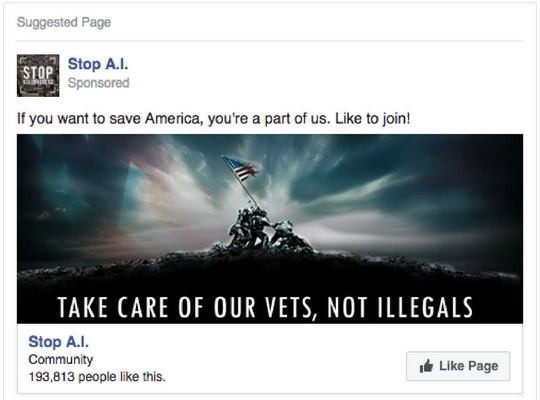 Suggested Page
STOP
Stop A.I.
Sponsored
If you want to save America, you're a part of us. Like to join!
TAKE CARE OF OUR VETS, NOT ILLEGALS
Stop A.I.
Community
193,813 people like this.
Like Page